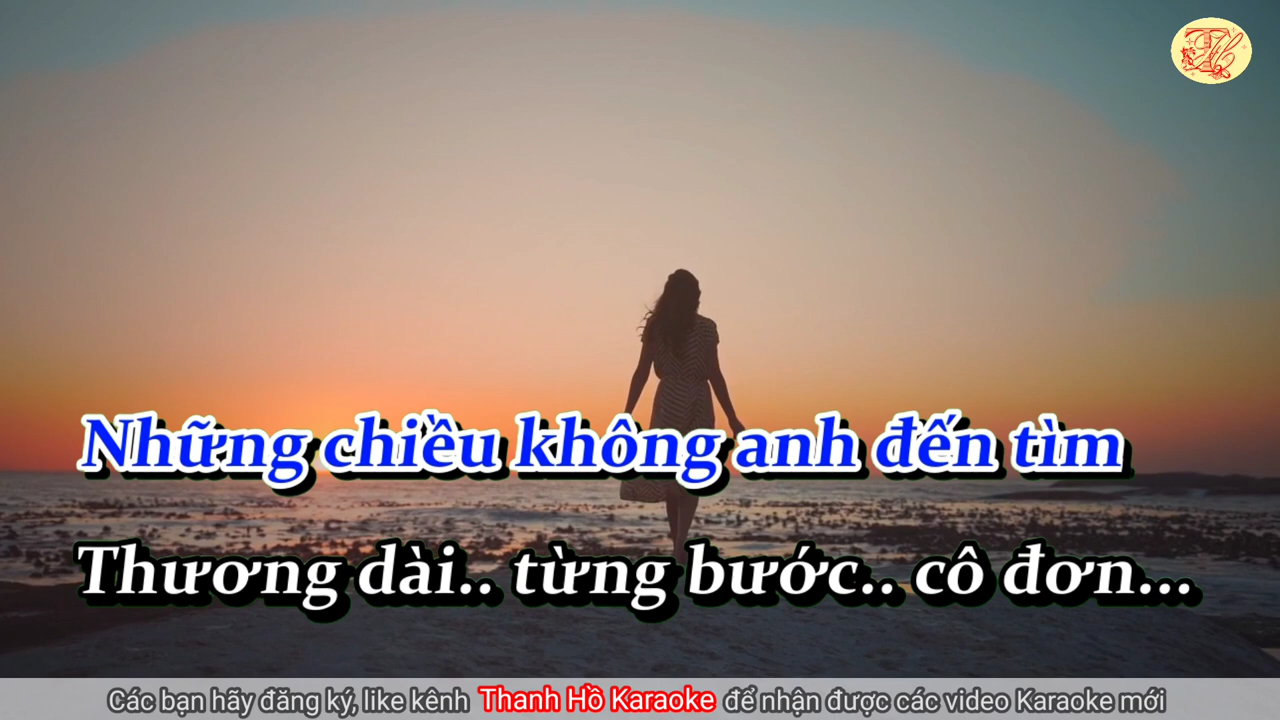 Những chiều không anh đến tìm
Thương dài.. từng bước.. cô đơn...
Các bạn hãy đăng ký, like kênh Thanh Hồ Karaoke để nhận được các video Karaoke mới